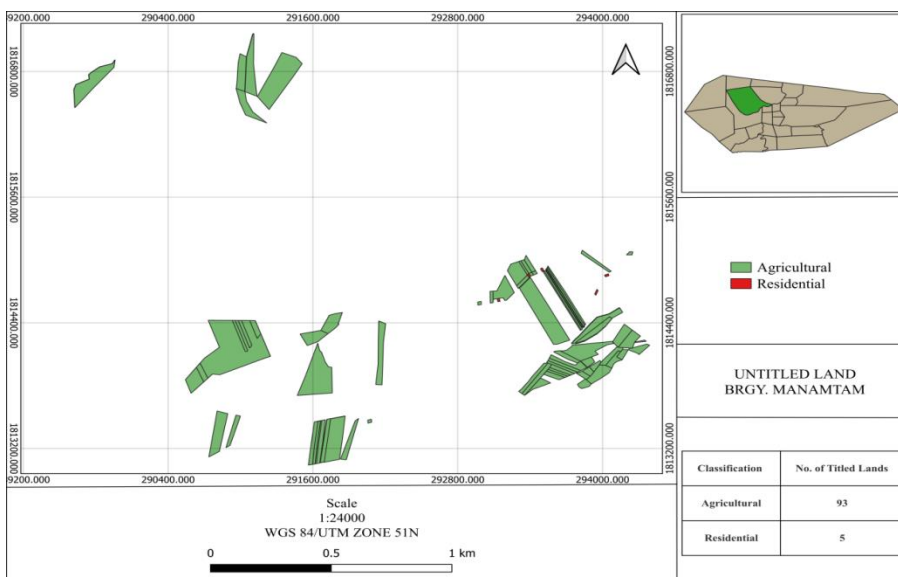 9200.000 290400.000 291600.000 292800.000 294000.000
1816800.000 1816800.000
1815600.000 1815600.000
1814400.000 1814400.000
1813200.000 1813200.000
9200.000 290400.000 291600.000 292800.000 294000.000
Agricultural
Residential
UNTITLED LAND
BRGY. MANAMTAM
Classification No. of Titled Lands
Agricultural 93
Residential 5
Scale
1:24000
WGS 84/UTM ZONE 51N
0 0.5 1 km